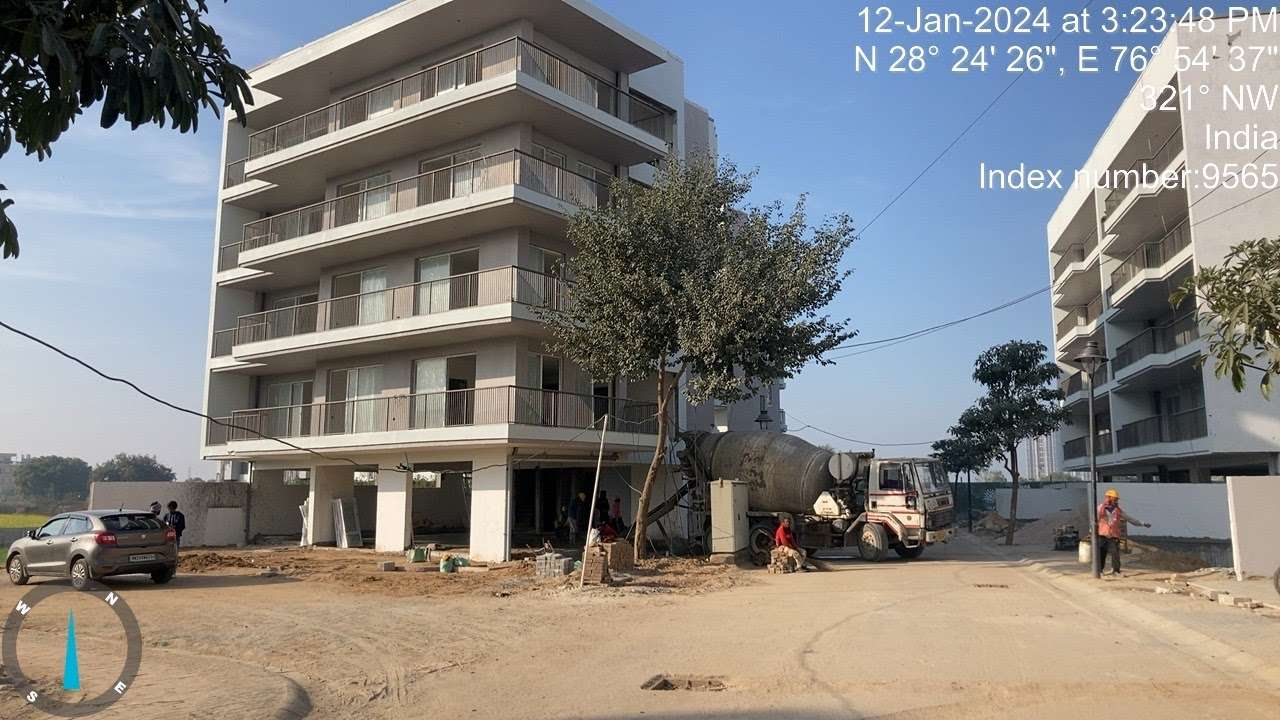 12-Jan-2024 at 3:23:48 PM
N 28° 24' 26", E 76° 54' 37"
321° NW
India
Index number:9565
W
N
S
E